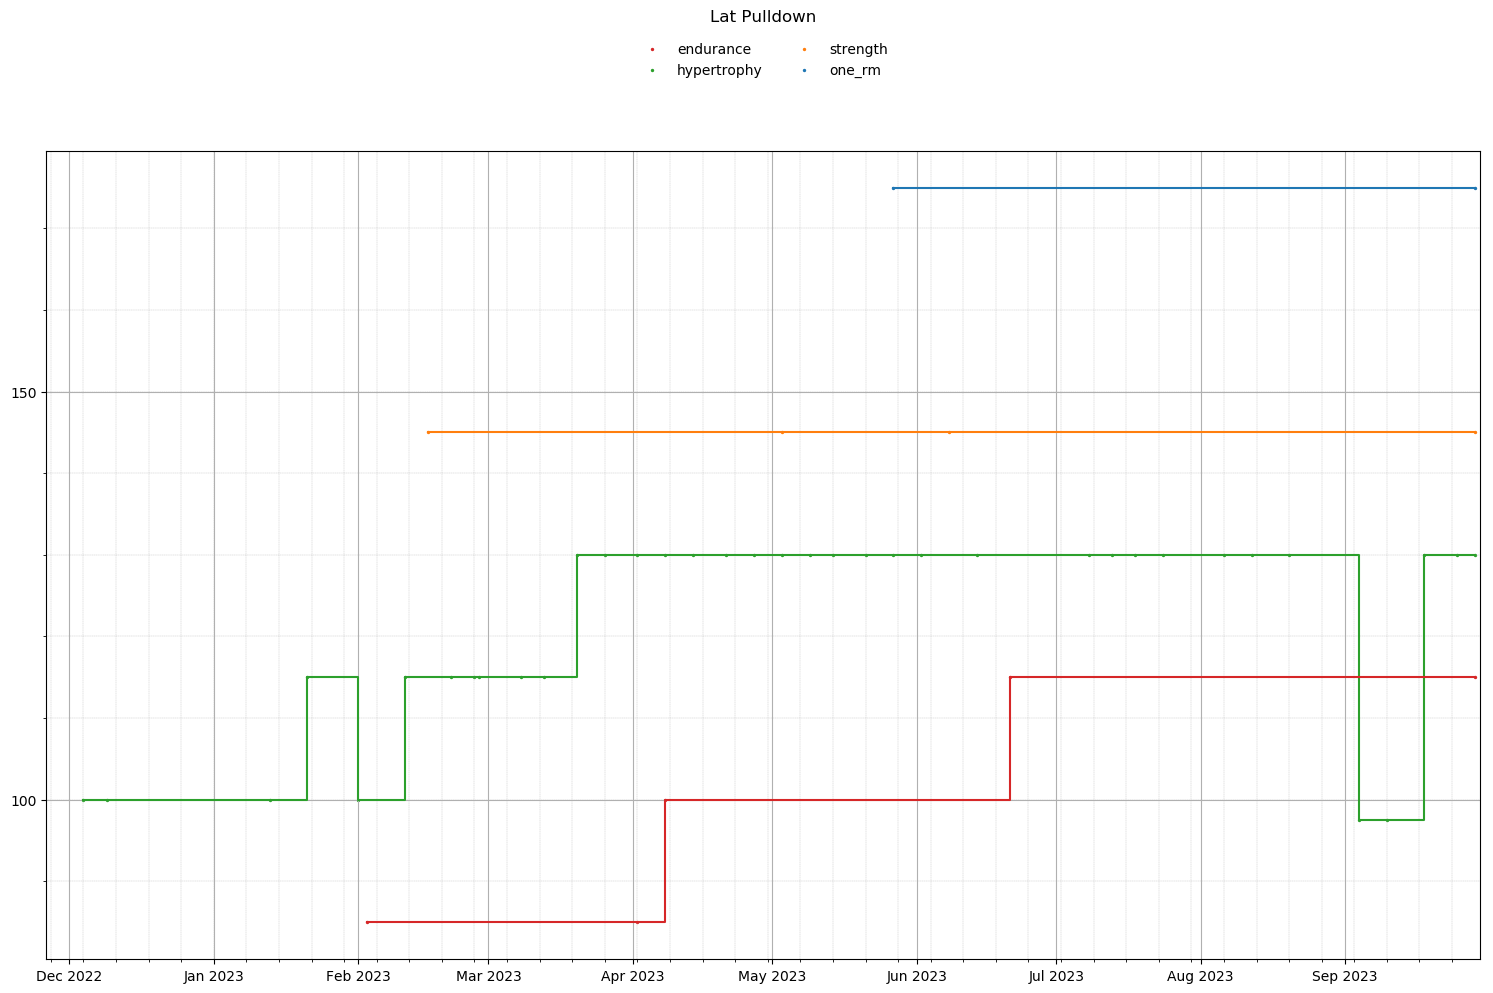 Lat Pulldown
endurance strength
hypertrophy one_rm
150
100
Dec 2022 Jan 2023 Feb 2023 Mar 2023 Apr 2023 May 2023 Jun 2023 Jul 2023 Aug 2023 Sep 2023